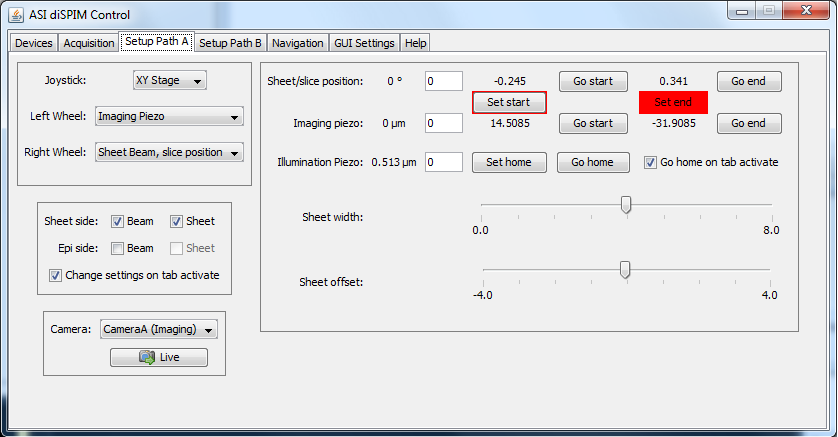 ASI diSPIM Control
Devices Acquisition Setup Path A Setup Path B Navigation GUI Settings Help
Joystick: XY Stage
Left Wheel: Imaging Piezo
Right Wheel: Sheet Beam, slice position
Sheet side: Beam Sheet
Epi side: Beam Sheet
Change settings on tab activate
Camera: CameraA (Imaging)
Live
Sheet/slice position: 0 ° 0 -0.245 Go start 0.341 Go end
Set start Set end
Imaging piezo: 0 µm 0 14.5085 Go start -31.9085 Go end
Illumination Piezo: 0.513 µm 0 Set home Go home Go home on tab activate
Sheet width:
0.0 8.0
Sheet offset:
-4.0 4.0